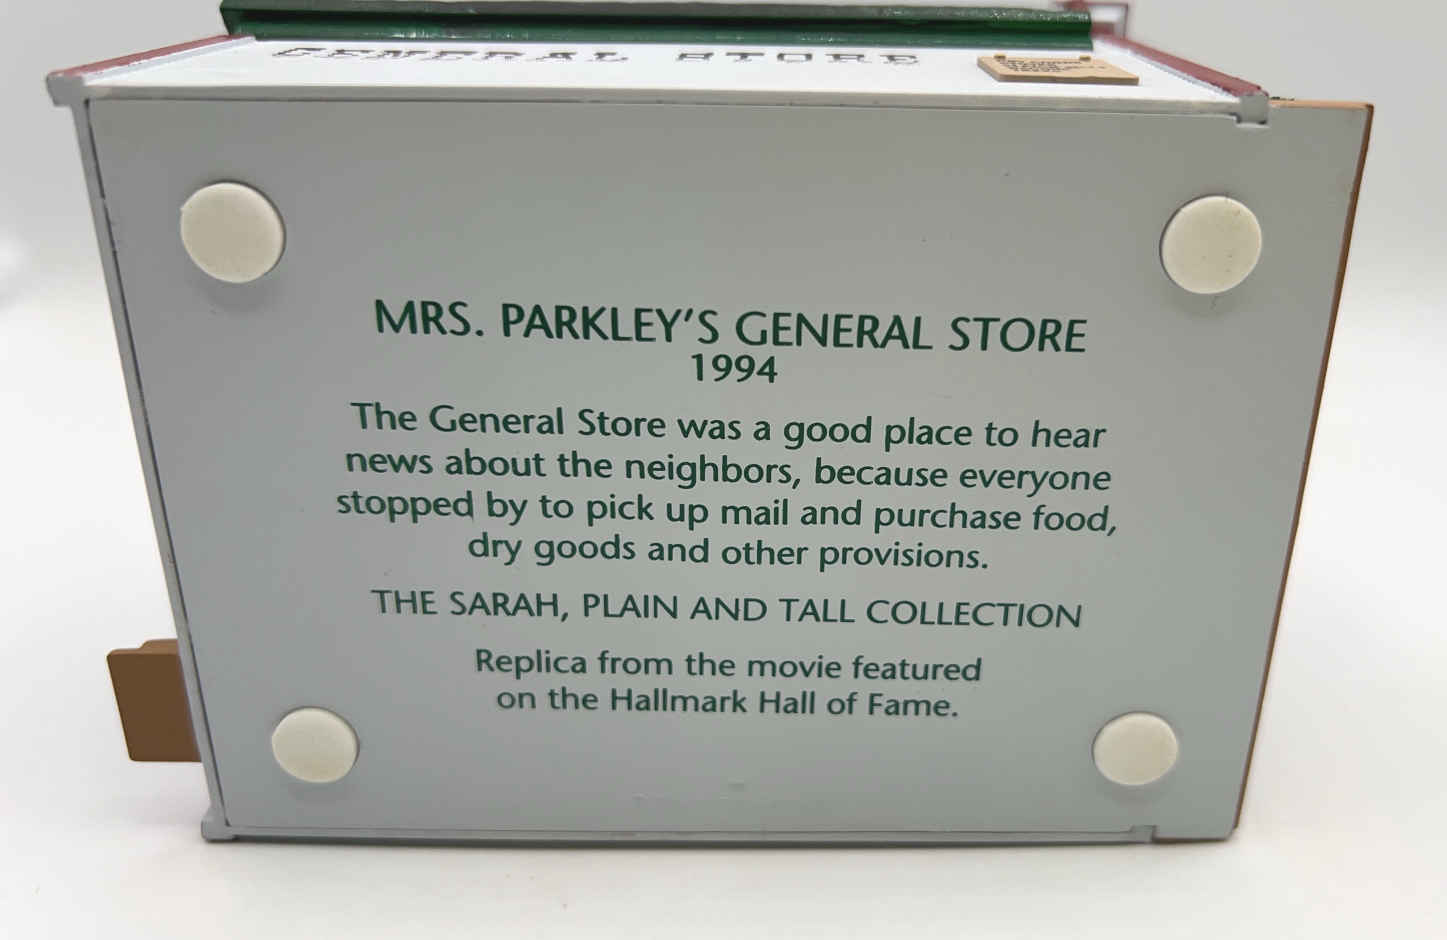 GENERAL STORE
MRS. PARKLEY'S GENERAL STORE
1994
The General Store was a good place to hear
news about the neighbors, because everyone
stopped by to pick up mail and purchase food,
dry goods and other provisions.
THE SARAH, PLAIN AND TALL COLLECTION
Replica from the movie featured
on the Hallmark Hall of Fame.